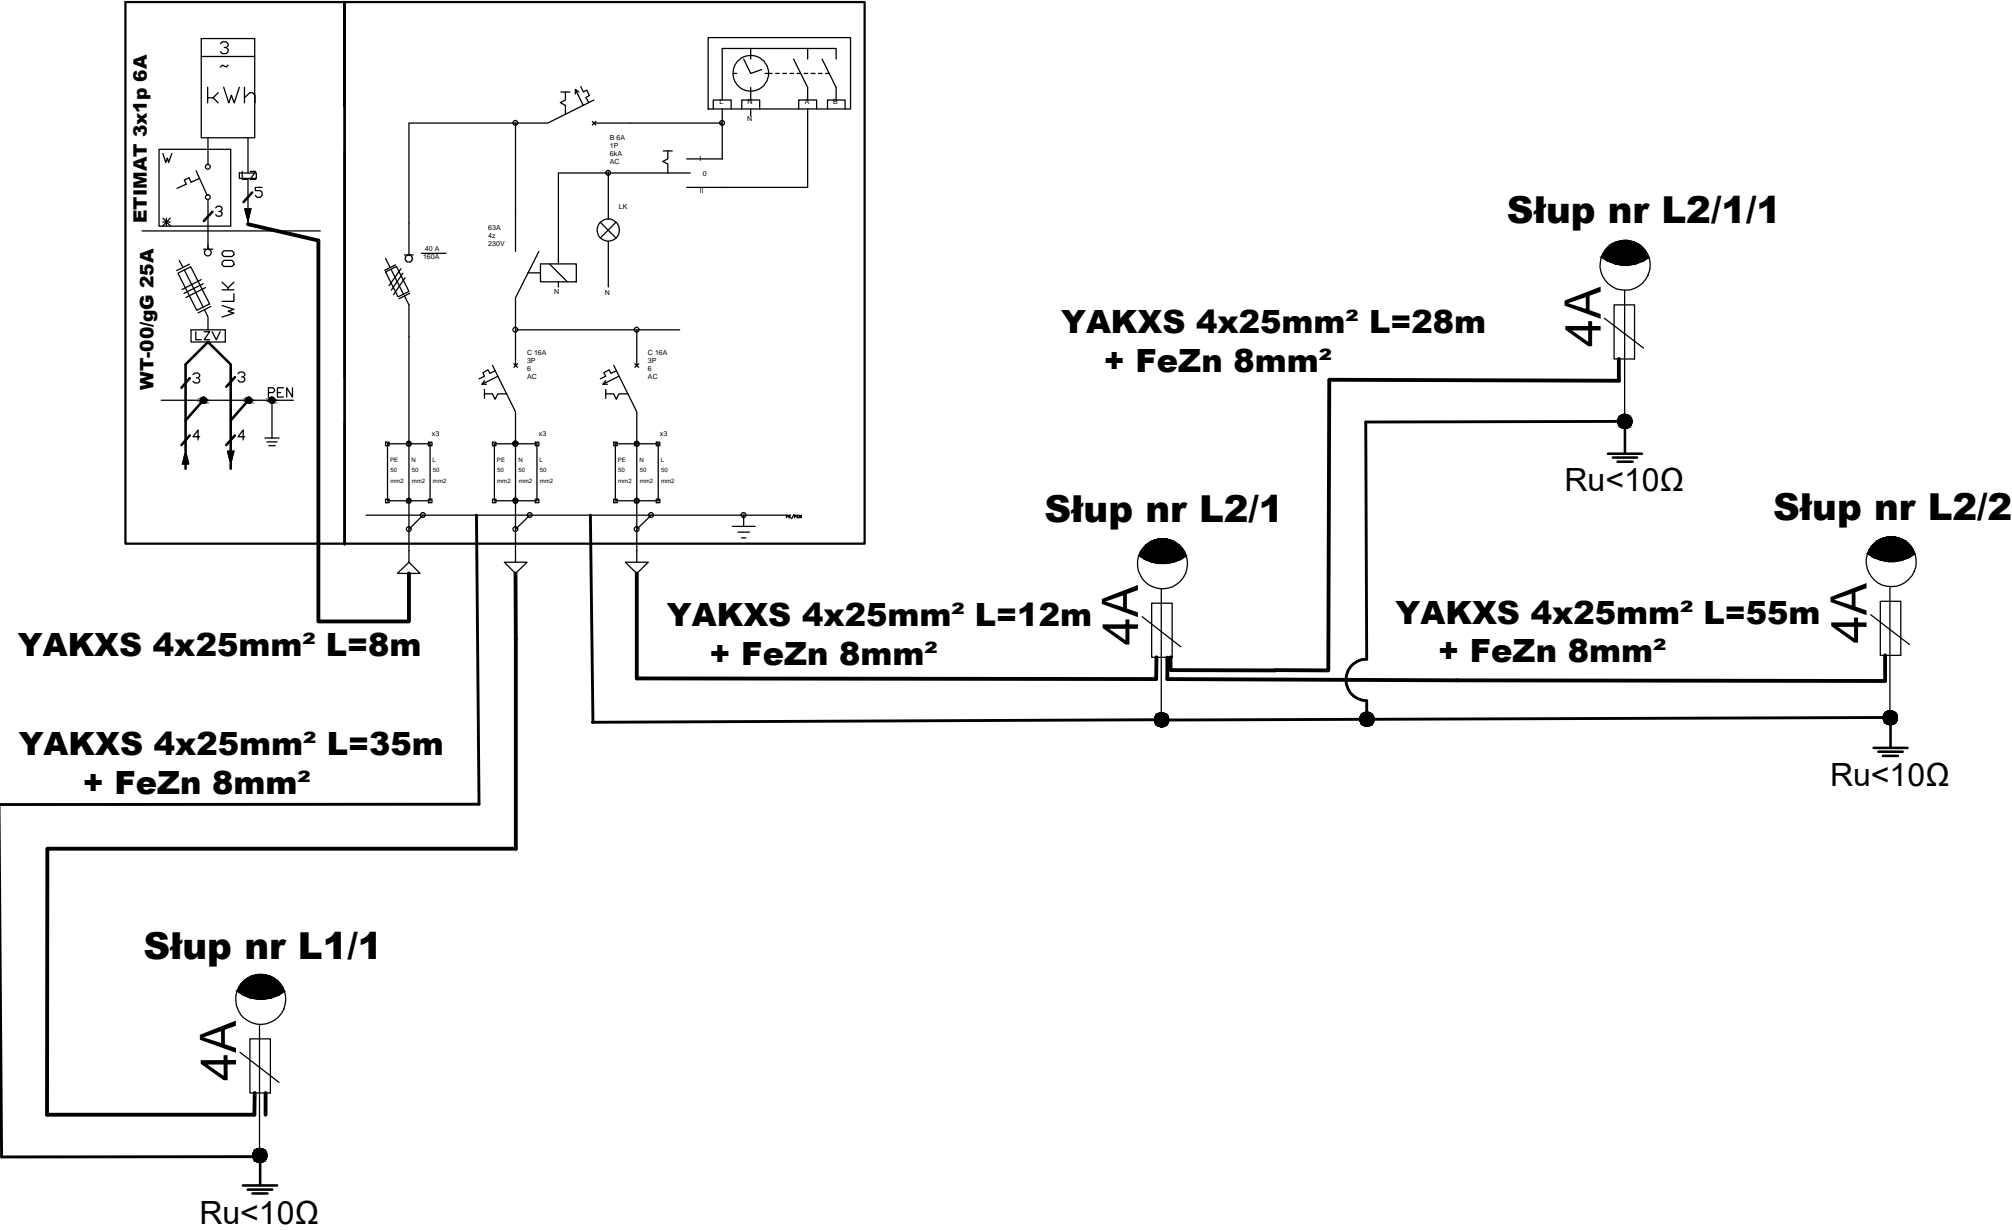 ETIMAT 3x1p 6A
3
~
kWh
W
LZ
5
3
WT-00/gG 25A
WLK 00
LZV
3
3
PEN
4
4
L
N
A
B
N
B 6A
1P
6kA
AC
I
0
II
LK
63A
4z
230V
40 A
160A
N
N
C 16A
3P
6
AC
C 16A
3P
6
AC
x3
x3
x3
PE
N
L
50
50
50
mm2
mm2
mm2
PE
N
L
50
50
50
mm2
mm2
mm2
PE
N
L
50
50
50
mm2
mm2
mm2
PE/PEN
Słup nr L2/1/1
4A
YAKXS 4x25mm² L=28m
+ FeZn 8mm²
Ru<10Ω
Słup nr L2/1
Słup nr L2/2
4A
4A
YAKXS 4x25mm² L=12m
+ FeZn 8mm²
YAKXS 4x25mm² L=55m
+ FeZn 8mm²
Ru<10Ω
YAKXS 4x25mm² L=8m
YAKXS 4x25mm² L=35m
+ FeZn 8mm²
Słup nr L1/1
4A
Ru<10Ω